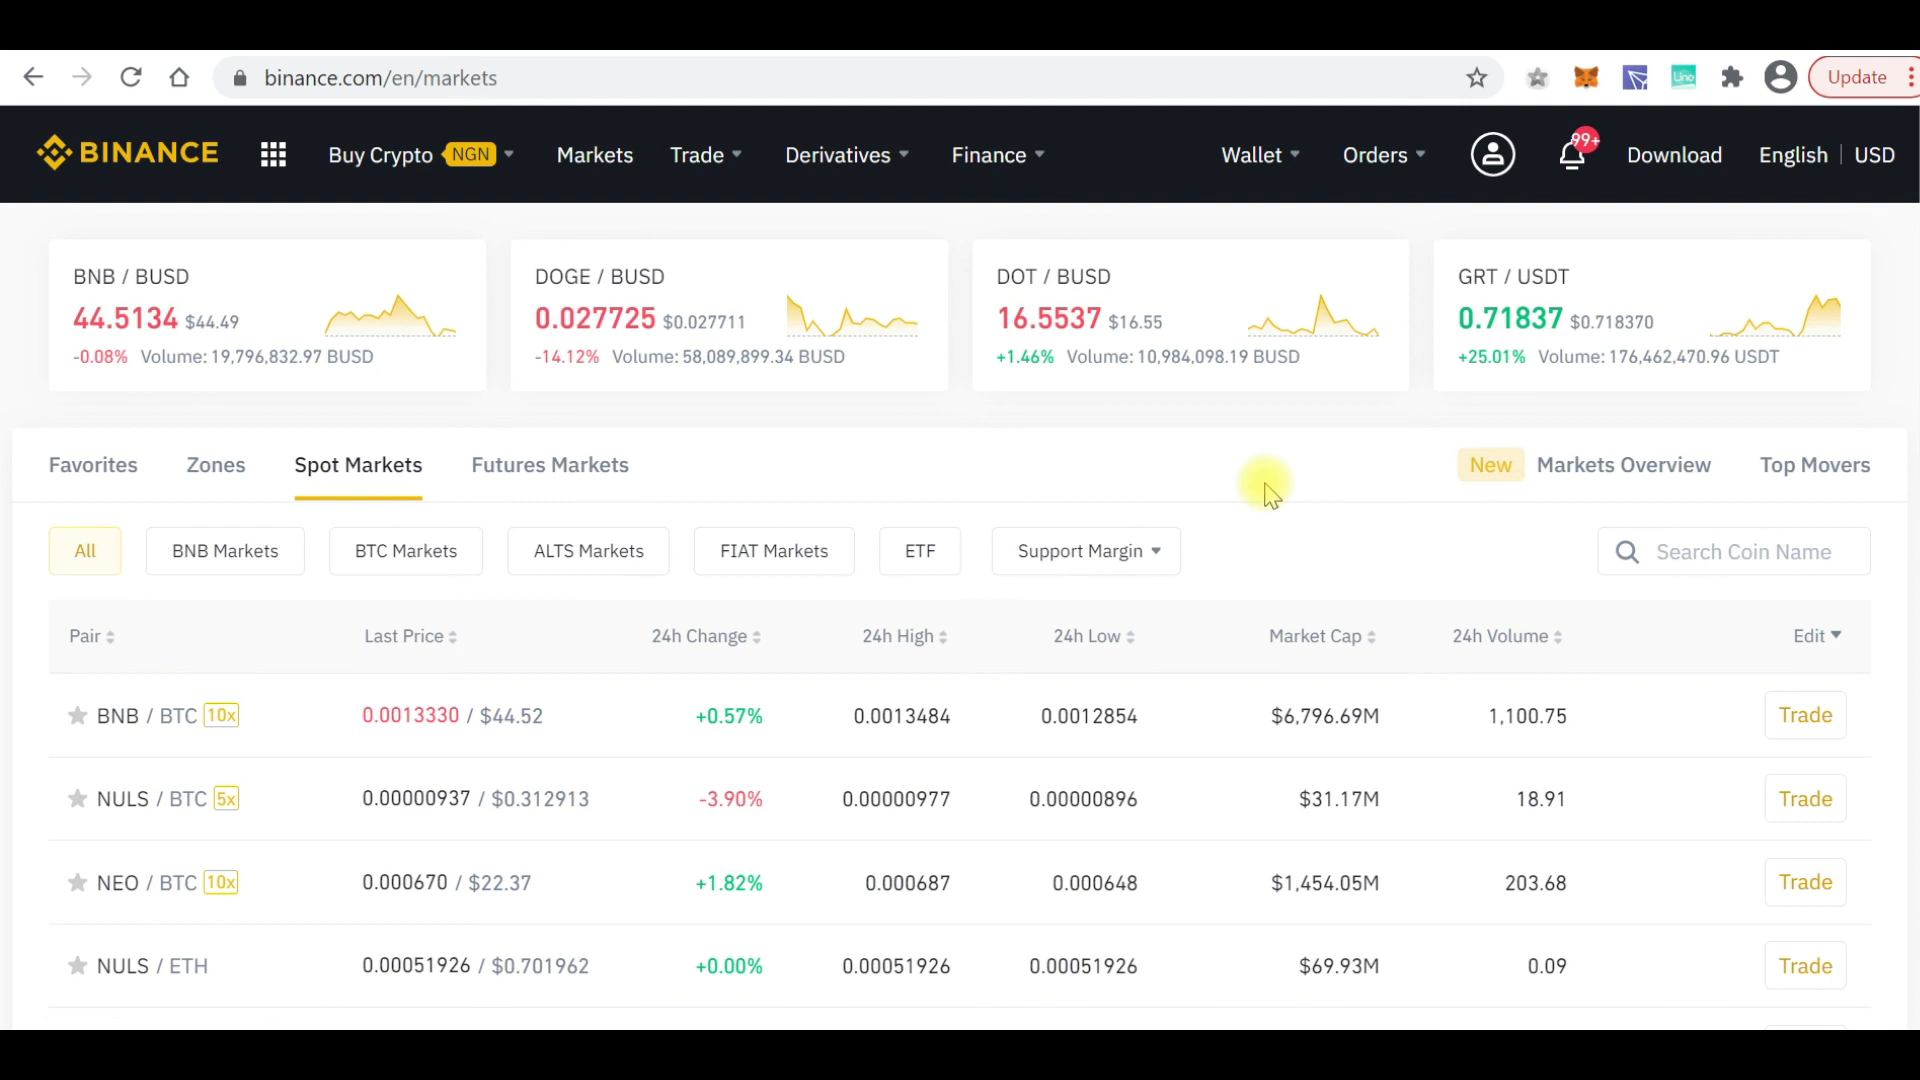 binance.com/en/markets
Lino
Update
BINANCE
Buy Crypto NGN
Markets
Trade
Derivatives
Finance
Wallet
Orders
99+
Download
English
USD
BNB / BUSD
44.5134 $44.49
-0.08% Volume: 19,796,832.97 BUSD
DOGE / BUSD
0.027725 $0.027711
-14.12% Volume: 58,089,899.34 BUSD
DOT / BUSD
16.5537 $16.55
+1.46% Volume: 10,984,098.19 BUSD
GRT / USDT
0.71837 $0.718370
+25.01% Volume: 176,462,470.96 USDT
Favorites Zones Spot Markets Futures Markets New Markets Overview Top Movers
All BNB Markets BTC Markets ALTS Markets FIAT Markets ETF Support Margin Search Coin Name
Pair Last Price 24h Change 24h High 24h Low Market Cap 24h Volume Edit
BNB / BTC 10x 0.0013330 / $44.52 +0.57% 0.0013484 0.0012854 $6,796.69M 1,100.75 Trade
NULS / BTC 5x 0.00000937 / $0.312913 -3.90% 0.00000977 0.00000896 $31.17M 18.91 Trade
NEO / BTC 10x 0.000670 / $22.37 +1.82% 0.000687 0.000648 $1,454.05M 203.68 Trade
NULS / ETH 0.00051926 / $0.701962 +0.00% 0.00051926 0.00051926 $69.93M 0.09 Trade